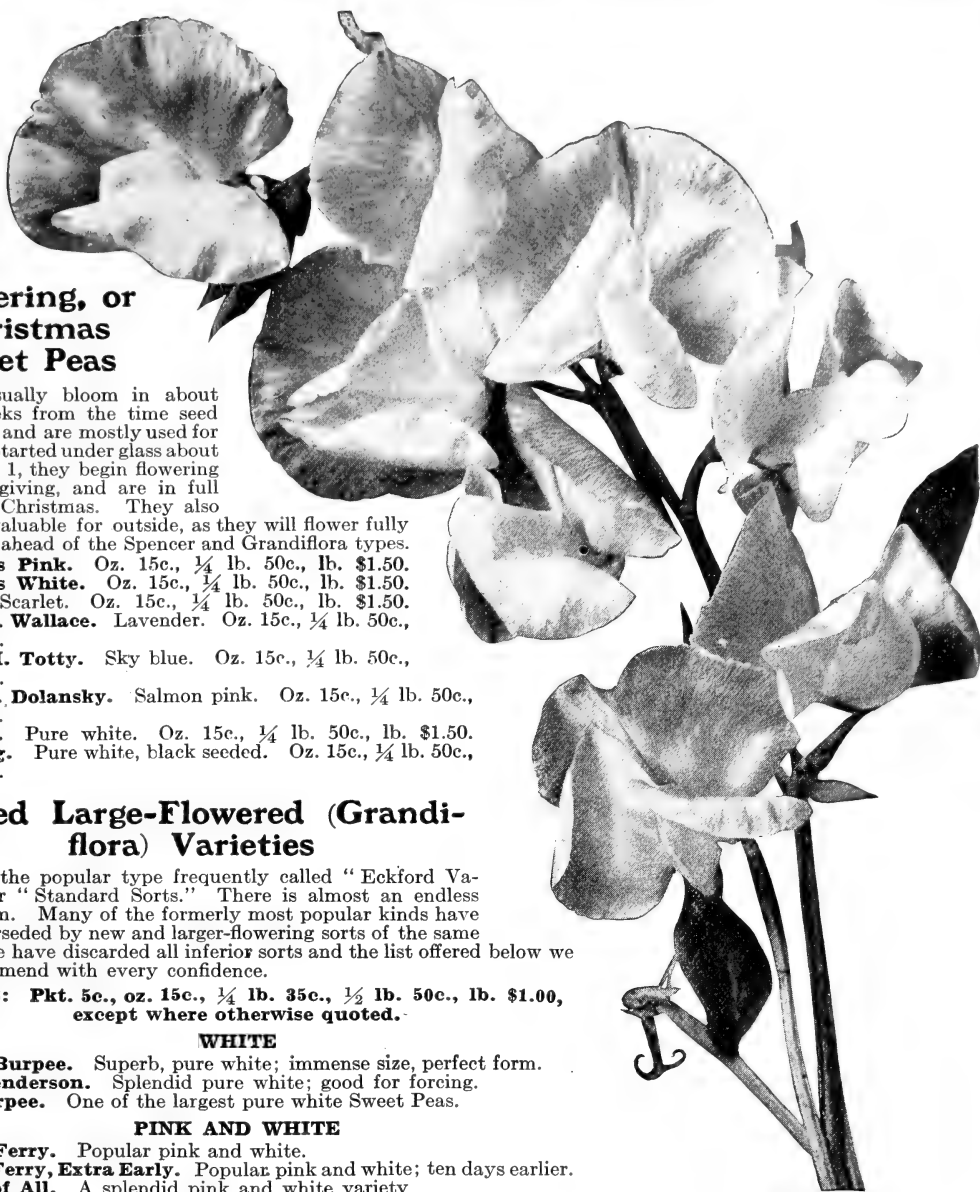 ering, or
ristmas
et Peas
sually bloom in about
eks from the time seed
and are mostly used for
tarted under glass about
1, they begin flowering
giving, and are in full
Christmas. They also
aluable for outside, as they will flower fully
ahead of the Spencer and Grandiflora types.
s Pink. Oz. 15c., ¼ lb. 50c., lb. $1.50.
s White. Oz. 15c., ¼ lb. 50c., lb. $1.50.
Scarlet. Oz. 15c., ¼ lb. 50c., lb. $1.50.
. Wallace. Lavender. Oz. 15c., ¼ lb. 50c.,
. Totty. Sky blue. Oz. 15c., ¼ lb. 50c.,
. Dolansky. Salmon pink. Oz. 15c., ¼ lb. 50c.,
. Pure white. Oz. 15c., ¼ lb. 50c., lb. $1.50.
g. Pure white, black seeded. Oz. 15c., ¼ lb. 50c.,
ed Large-Flowered (Grandi-
flora) Varieties
the popular type frequently called "Eckford Va-
r "Standard Sorts." There is almost an endless
n. Many of the formerly most popular kinds have
rseded by new and larger-flowering sorts of the same
e have discarded all inferior sorts and the list offered below we
mend with every confidence.
: Pkt. 5c., oz. 15c., ¼ lb. 35c., ½ lb. 50c., lb. $1.00,
except where otherwise quoted.
WHITE
Burpee. Superb, pure white; immense size, perfect form.
enderson. Splendid pure white; good for forcing.
rpee. One of the largest pure white Sweet Peas.
PINK AND WHITE
Ferry. Popular pink and white.
Ferry, Extra Early. Popular pink and white; ten days earlier.
of All. A splendid pink and white variety